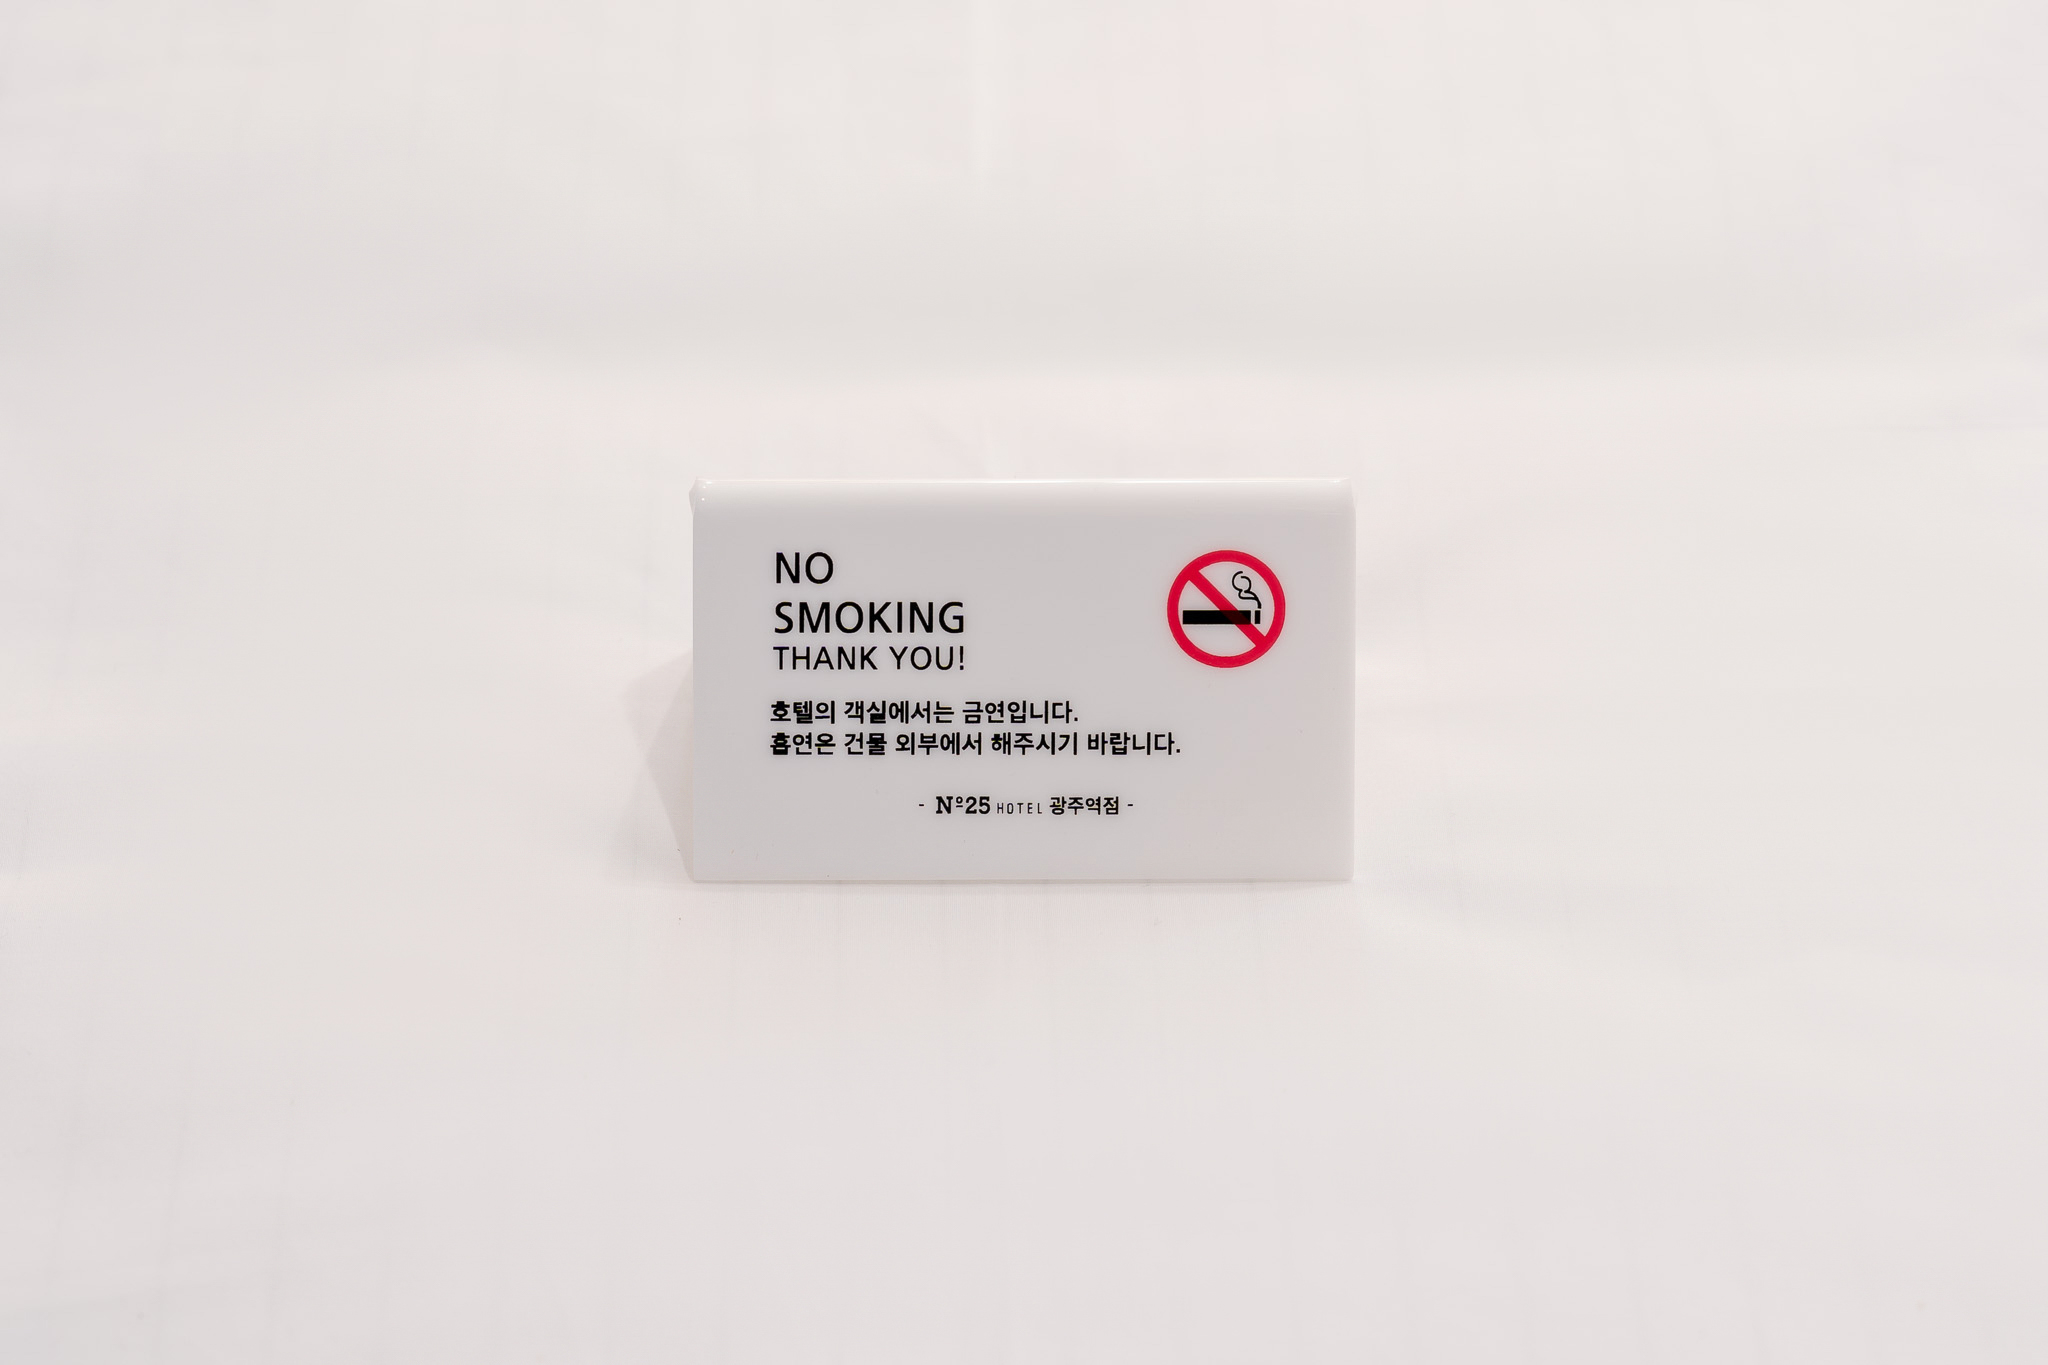 NO
SMOKING
THANK YOU!
호텔의 객실에서는 금연입니다.
흡연은 건물 외부에서 해주시기 바랍니다.
- Nº25 HOTEL 광주역점 -